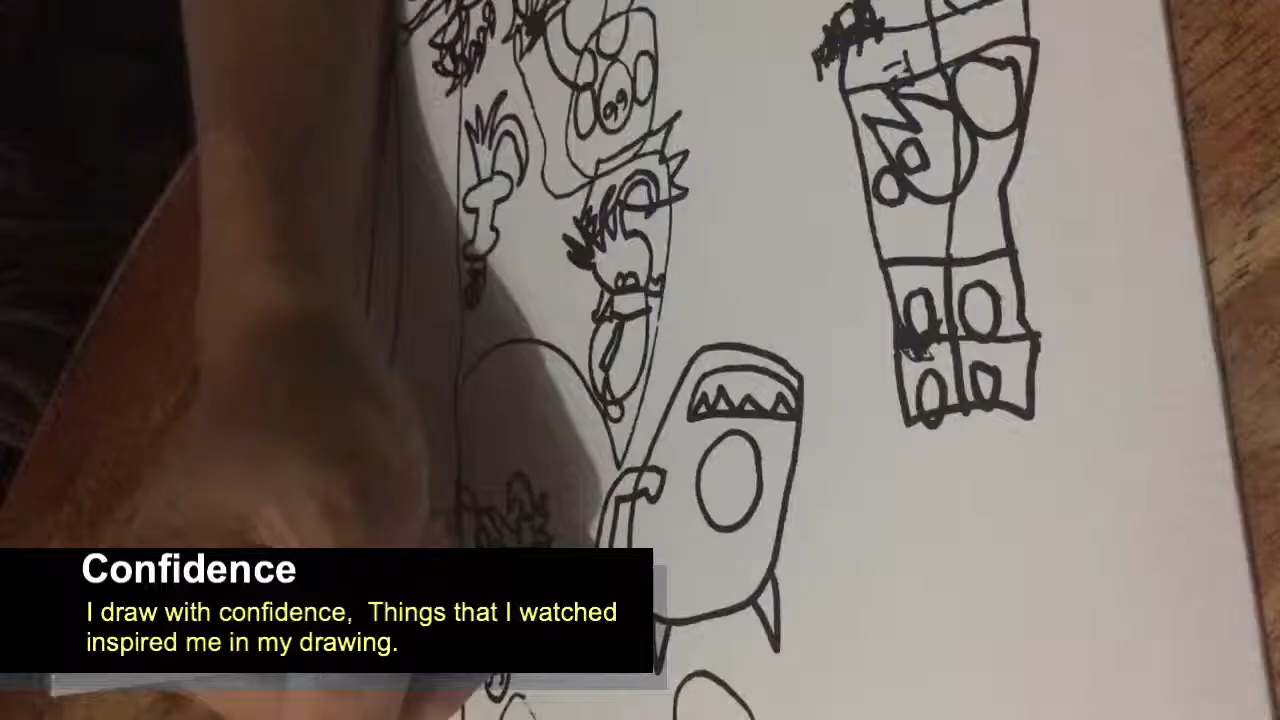 Confidence
I draw with confidence,  Things that I watched
inspired me in my drawing.